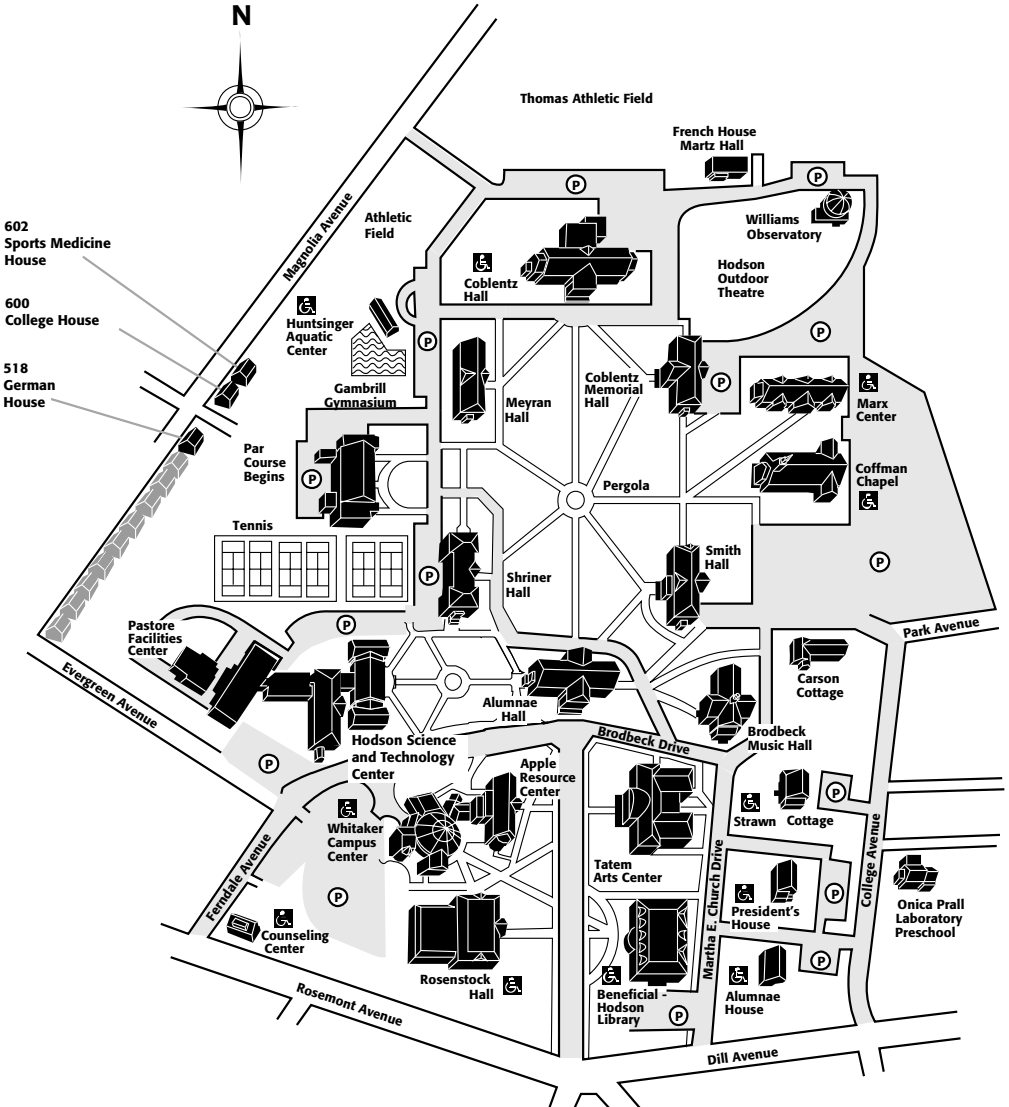 N
Thomas Athletic Field
French House
Martz Hall
P
P
602
Sports Medicine
House
Magnolia Avenue
Athletic
Field
Williams
Observatory
Coblentz
Hall
Hodson
Outdoor
Theatre
600
College House
Huntsinger
Aquatic
Center
P
P
518
German
House
Gambrill
Gymnasium
Meyran
Hall
Coblentz
Memorial
Hall
P
Marx
Center
Par
Course
Begins
P
Pergola
Coffman
Chapel
Tennis
P
Shriner
Hall
Smith
Hall
P
Pastore
Facilities
Center
P
Park Avenue
Evergreen Avenue
Carson
Cottage
Alumnae
Hall
Brodbeck
Music Hall
Brodbeck Drive
Hodson Science
and Technology
Center
P
Apple
Resource
Center
P
Strawn Cottage
Whitaker
Campus
Center
Tatem
Arts Center
Martha E. Church Drive
College Avenue
Ferndale Avenue
P
President's
House
P
Onica Prall
Laboratory
Preschool
Counseling
Center
Rosenstock
Hall
Beneficial -
Hodson
Library
P
Alumnae
House
P
Rosemont Avenue
Dill Avenue